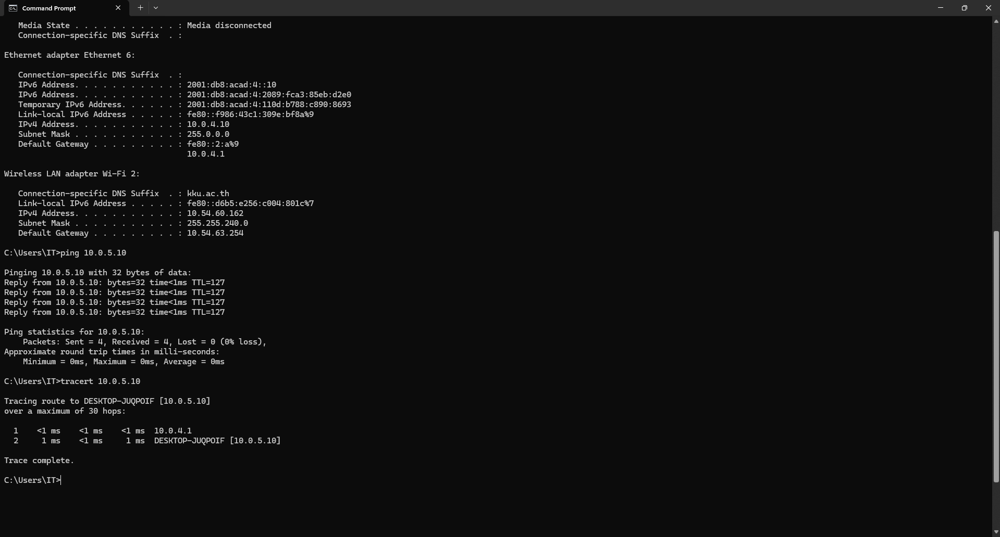 Command Prompt
Media State . . . . . . . . . . . : Media disconnected
Connection-specific DNS Suffix  . :
Ethernet adapter Ethernet 6:
Connection-specific DNS Suffix  . :
IPv6 Address. . . . . . . . . . . : 2001:db8:acad:4::10
IPv6 Address. . . . . . . . . . . : 2001:db8:acad:4:2089:fca3:85eb:d2e0
Temporary IPv6 Address. . . . . . : 2001:db8:acad:4:110d:b788:c890:8693
Link-local IPv6 Address . . . . . : fe80::f986:43c1:309e:bf8a%9
IPv4 Address. . . . . . . . . . . : 10.0.4.10
Subnet Mask . . . . . . . . . . . : 255.0.0.0
Default Gateway . . . . . . . . . : fe80::2:a%9
10.0.4.1
Wireless LAN adapter Wi-Fi 2:
Connection-specific DNS Suffix  . : kku.ac.th
Link-local IPv6 Address . . . . . : fe80::d6b5:e256:c004:801c%7
IPv4 Address. . . . . . . . . . . : 10.54.60.162
Subnet Mask . . . . . . . . . . . : 255.255.240.0
Default Gateway . . . . . . . . . : 10.54.63.254
C:\Users\IT>ping 10.0.5.10
Pinging 10.0.5.10 with 32 bytes of data:
Reply from 10.0.5.10: bytes=32 time<1ms TTL=127
Reply from 10.0.5.10: bytes=32 time<1ms TTL=127
Reply from 10.0.5.10: bytes=32 time<1ms TTL=127
Reply from 10.0.5.10: bytes=32 time<1ms TTL=127
Ping statistics for 10.0.5.10:
Packets: Sent = 4, Received = 4, Lost = 0 (0% loss),
Approximate round trip times in milli-seconds:
Minimum = 0ms, Maximum = 0ms, Average = 0ms
C:\Users\IT>tracert 10.0.5.10
Tracing route to DESKTOP-JUQPOIF [10.0.5.10]
over a maximum of 30 hops:
1    <1 ms    <1 ms    <1 ms  10.0.4.1
2     1 ms    <1 ms     1 ms  DESKTOP-JUQPOIF [10.0.5.10]
Trace complete.
C:\Users\IT>